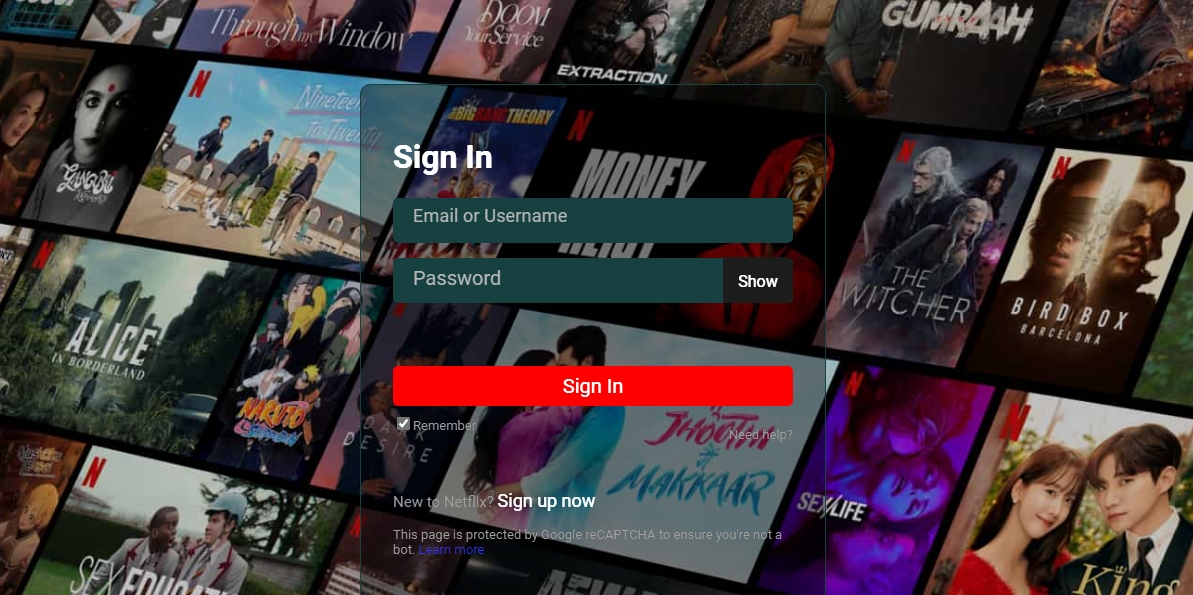 Through my Window
DOOM
at Your Service
EXTRACTION
GUMRAAH
N
GANGUBAI
Nineteen
to Twenty
THE
BIG BANG THEORY
N
MONEY
HEIST
N
THE
WITCHER
N
BIRD BOX
BARCELONA
Sign In
Email or Username
Password
Show
N
ALICE
IN BORDERLAND
NARUTO
DARK
DESIRE
Sign In
Remember
Need help?
JHOOTHI
MAKKAAR
N
SEX/LIFE
N
King
N
SEX EDUCATION
New to Netflix? Sign up now
This page is protected by Google reCAPTCHA to ensure you're not a
bot. Learn more